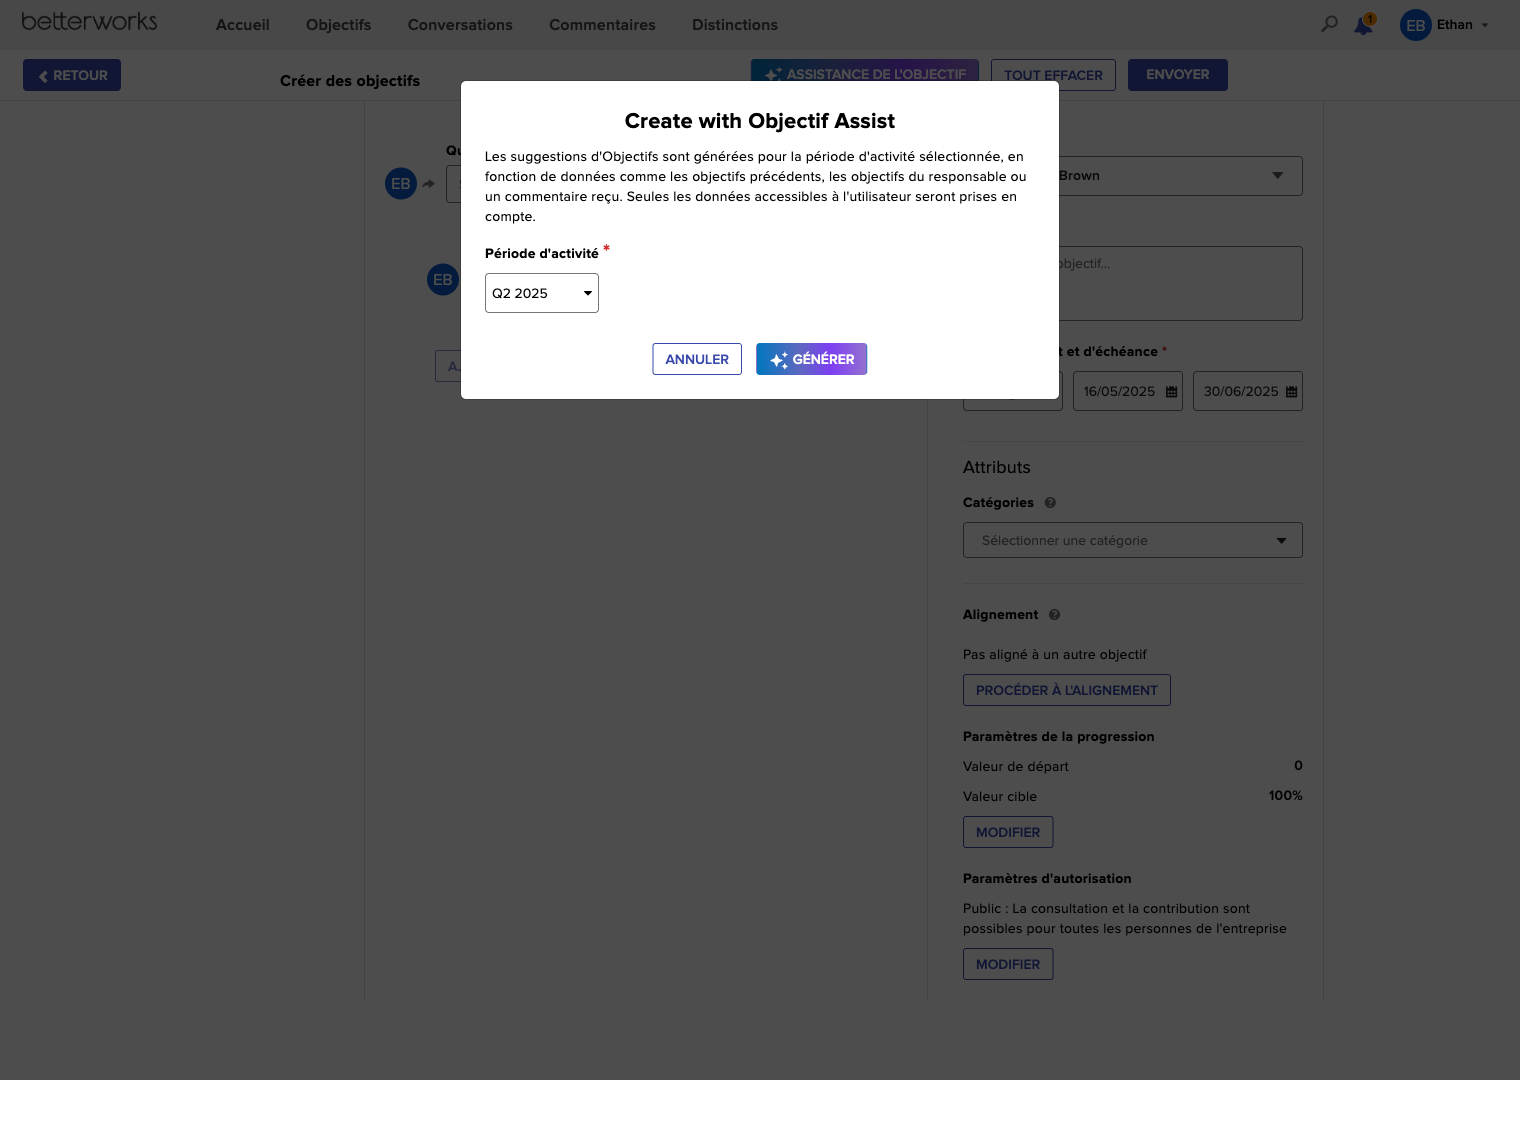 betterworks
Accueil
Objectifs
Conversations
Commentaires
Distinctions
1
EB
Ethan
RETOUR
Créer des objectifs
ASSISTANCE DE L'OBJECTIF
TOUT EFFACER
ENVOYER
Create with Objectif Assist
Les suggestions d'Objectifs sont générées pour la période d'activité sélectionnée, en
fonction de données comme les objectifs précédents, les objectifs du responsable ou
un commentaire reçu. Seules les données accessibles à l'utilisateur seront prises en
compte.
Période d'activité *
Q2 2025
ANNULER
GÉNÉRER
EB
EB
Brown
objectif...
t et d'échéance *
16/05/2025
30/06/2025
Attributs
Catégories
Sélectionner une catégorie
Alignement
Pas aligné à un autre objectif
PROCÉDER À L'ALIGNEMENT
Paramètres de la progression
Valeur de départ 0
Valeur cible 100%
MODIFIER
Paramètres d'autorisation
Public : La consultation et la contribution sont
possibles pour toutes les personnes de l'entreprise
MODIFIER